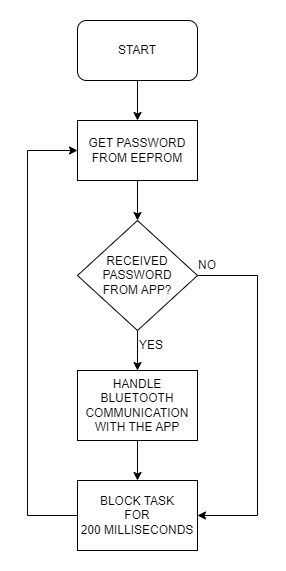 START
GET PASSWORD
FROM EEPROM
RECEIVED
PASSWORD
FROM APP?
NO
YES
HANDLE
BLUETOOTH
COMMUNICATION
WITH THE APP
BLOCK TASK
FOR
200 MILLISECONDS